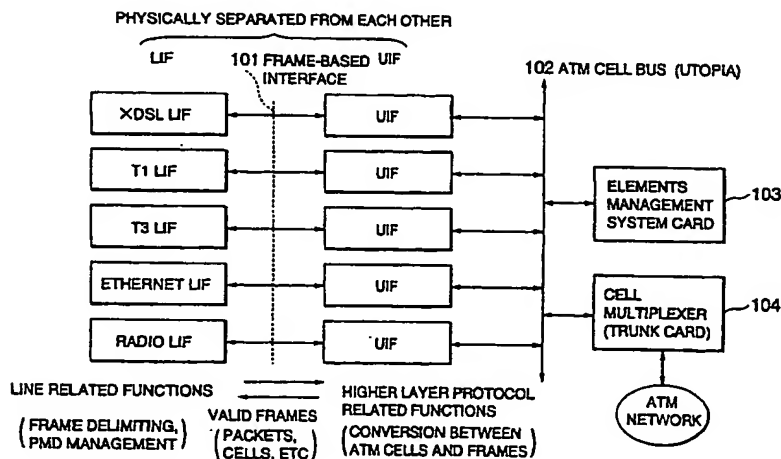 PHYSICALLY SEPARATED FROM EACH OTHER
LIF
UIF
101 FRAME-BASED
INTERFACE
102 ATM CELL BUS (UTOPIA)
XDSL LIF
UIF
T1 LIF
UIF
T3 LIF
UIF
ETHERNET LIF
UIF
RADIO LIF
UIF
ELEMENTS
MANAGEMENT
SYSTEM CARD
103
CELL
MULTIPLEXER
(TRUNK CARD)
104
ATM
NETWORK
LINE RELATED FUNCTIONS
(FRAME DELIMITING,
PMD MANAGEMENT)
VALID FRAMES
(PACKETS,
CELLS, ETC)
HIGHER LAYER PROTOCOL
RELATED FUNCTIONS
(CONVERSION BETWEEN
ATM CELLS AND FRAMES)